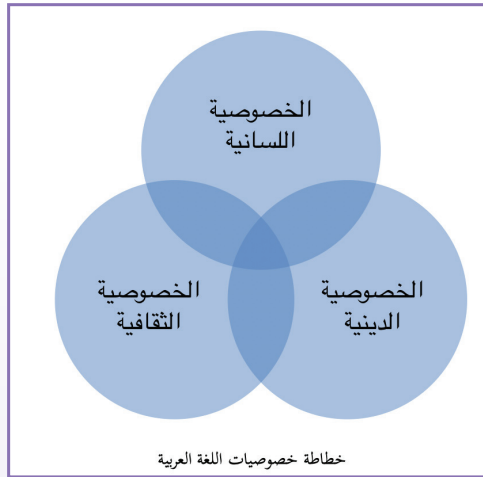 الخصوصية
اللسانية
الخصوصية
الدينية
الخصوصية
الثقافية
خطاطة خصوصيات اللغة العربية